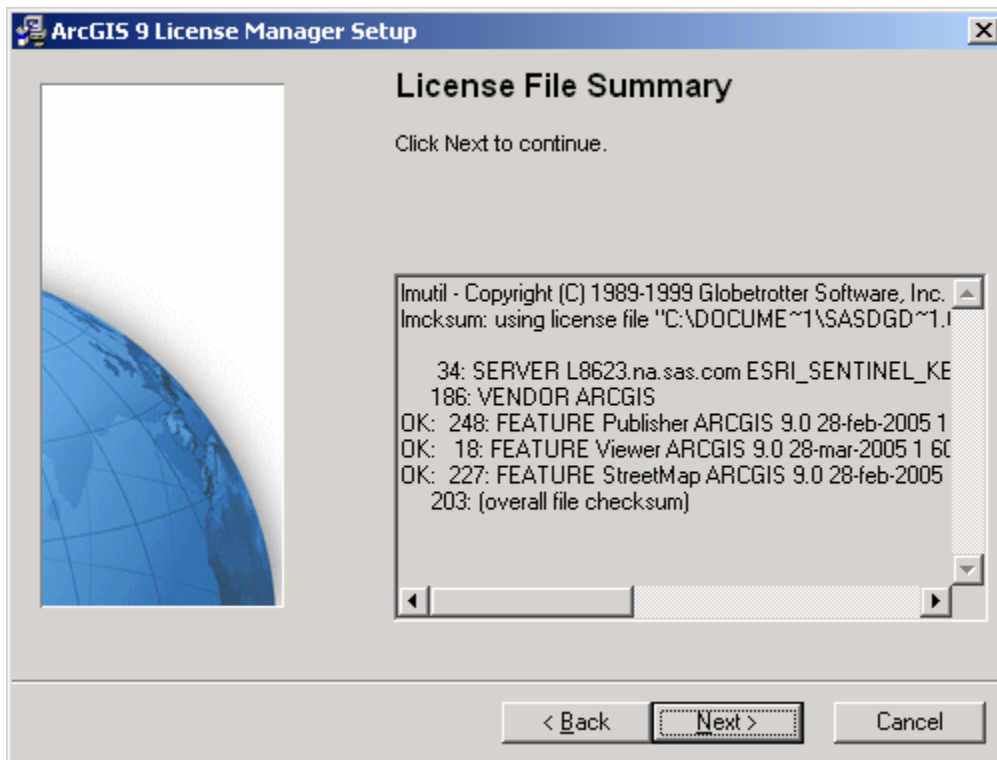 ArcGIS 9 License Manager Setup
License File Summary
Click Next to continue.
lmutil - Copyright (C) 1989-1999 Globetrotter Software, Inc.
lmcksum: using license file "C:\DOCUME~1\SASDGD~1.
34: SERVER L8623.na.sas.com ESRI_SENTINEL_KE
186: VENDOR ARCGIS
OK: 248: FEATURE Publisher ARCGIS 9.0 28-feb-2005 1
OK: 18: FEATURE Viewer ARCGIS 9.0 28-mar-2005 1 60
OK: 227: FEATURE StreetMap ARCGIS 9.0 28-feb-2005
203: (overall file checksum)
< Back
Next >
Cancel